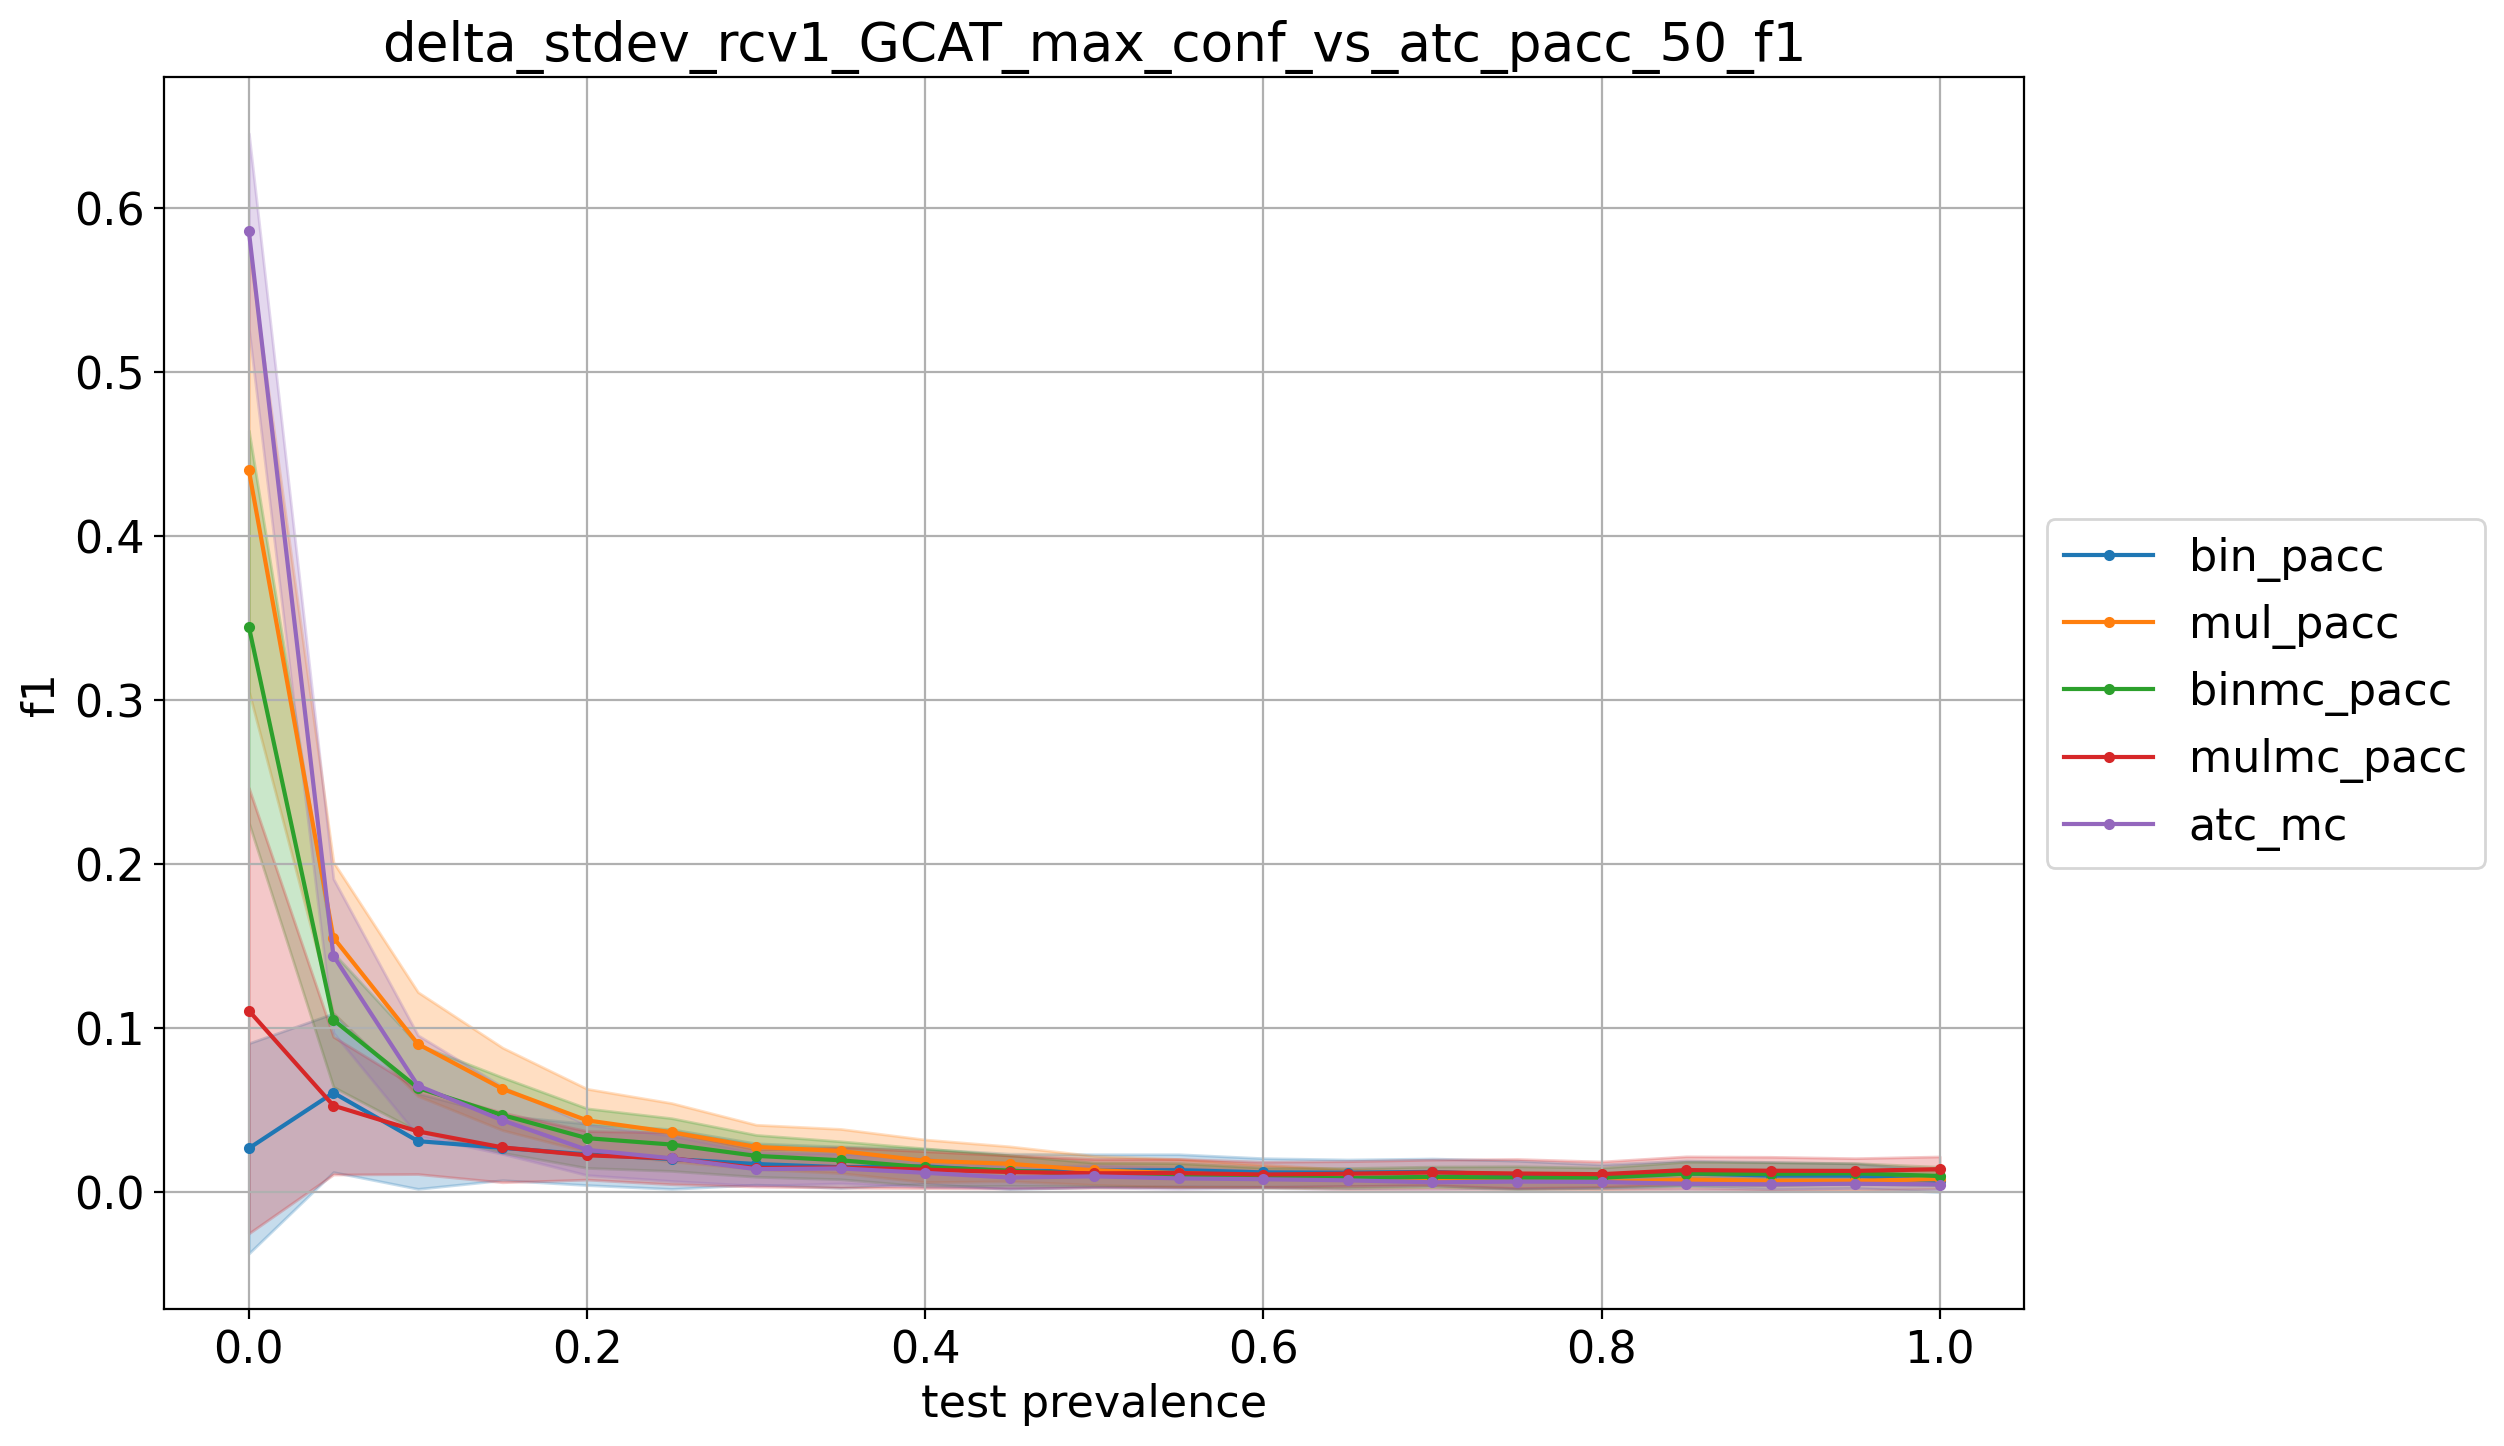 delta_stdev_rcv1_GCAT_max_conf_vs_atc_pacc_50_f1
0.6
0.5
0.4
0.3
0.2
0.1
0.0
f1
0.0 0.2 0.4 0.6 0.8 1.0
test prevalence
bin_pacc
mul_pacc
binmc_pacc
mulmc_pacc
atc_mc